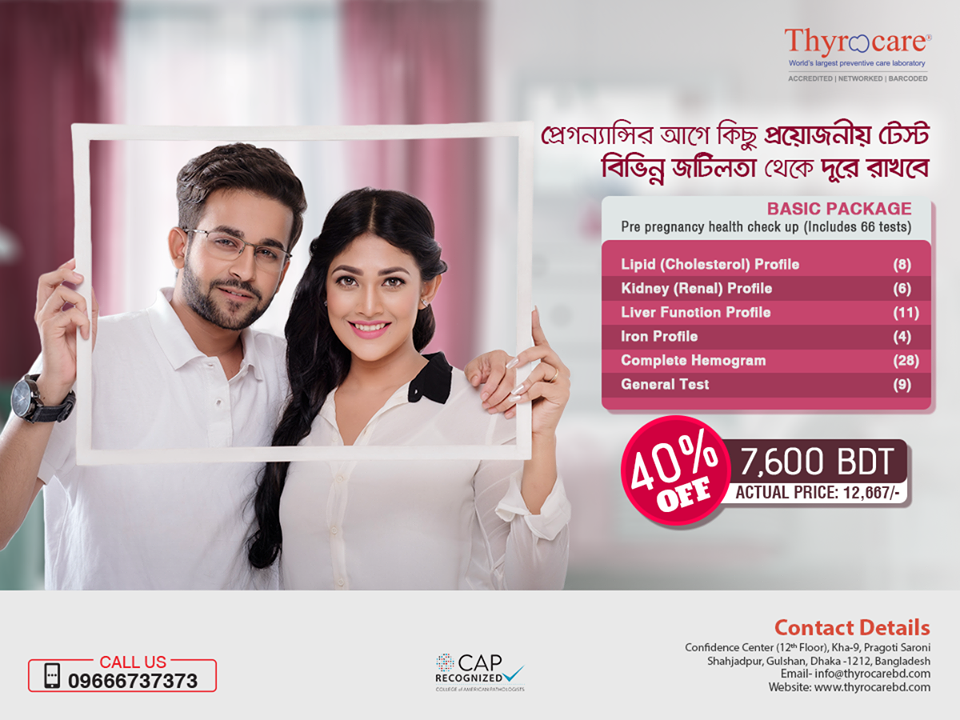 Thyrocare®
World's largest preventive care laboratory
ACCREDITED | NETWORKED | BARCODED
প্রেগন্যান্সির আগে কিছু প্রয়োজনীয় টেস্ট
বিভিন্ন জটিলতা থেকে দূরে রাখবে
BASIC PACKAGE
Pre pregnancy health check up (Includes 66 tests)
Lipid (Cholesterol) Profile (8)
Kidney (Renal) Profile (6)
Liver Function Profile (11)
Iron Profile (4)
Complete Hemogram (28)
General Test (9)
40% OFF
7,600 BDT
ACTUAL PRICE: 12,667/-
CALL US
09666737373
CAP
RECOGNIZED
COLLEGE of AMERICAN PATHOLOGISTS
Contact Details
Confidence Center (12th Floor), Kha-9, Pragoti Saroni
Shahjadpur, Gulshan, Dhaka -1212, Bangladesh
Email- info@thyrocarebd.com
Website: www.thyrocarebd.com